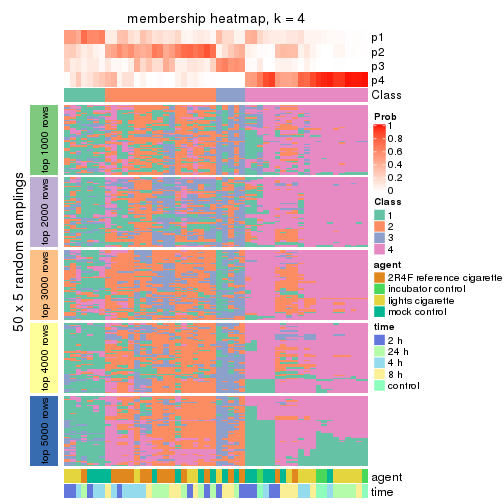 membership heatmap, k = 4
p1
p2
p3
p4
Class
50 x 5 random samplings
top 1000 rows
top 2000 rows
top 3000 rows
top 4000 rows
top 5000 rows
agent
time
Prob
1
0.8
0.6
0.4
0.2
0
Class
1
2
3
4
agent
2R4F reference cigarette
incubator control
lights cigarette
mock control
time
2 h
24 h
4 h
8 h
control